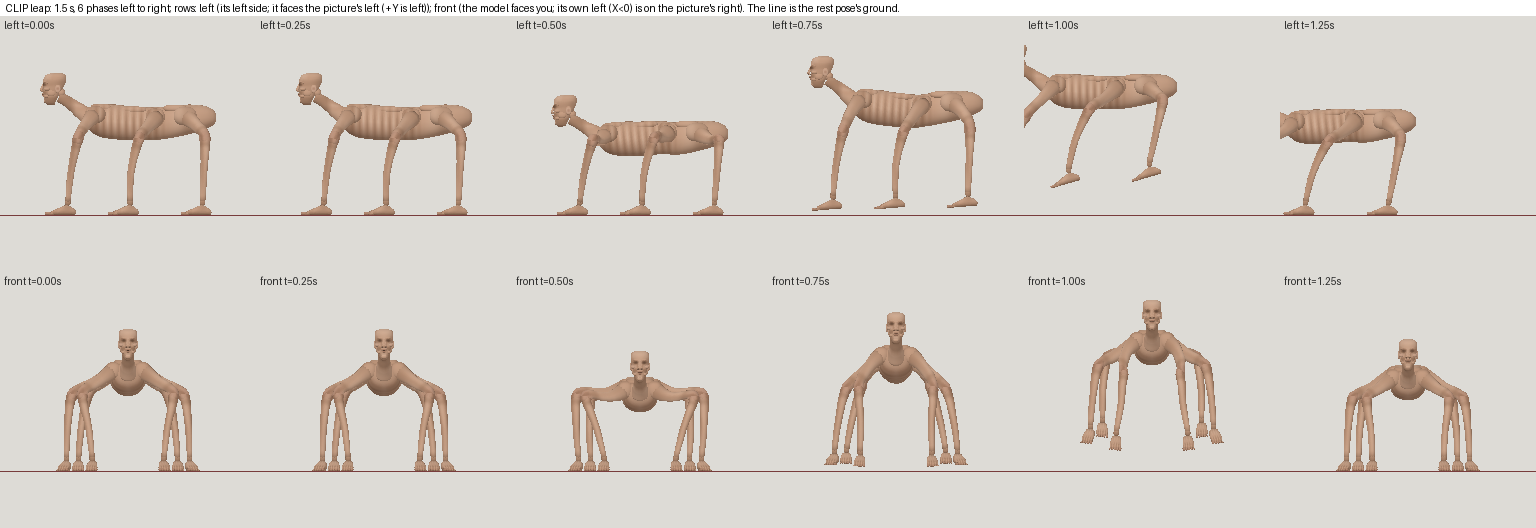 CLIP leap: 1.5 s, 6 phases left to right; rows: left (its left side; it faces the picture's left (+Y is left)); front (the model faces you; its own left (X<0) is on the picture's right). The line is the rest pose's ground.
left t=0.00s left t=0.25s left t=0.50s left t=0.75s left t=1.00s left t=1.25s
front t=0.00s front t=0.25s front t=0.50s front t=0.75s front t=1.00s front t=1.25s